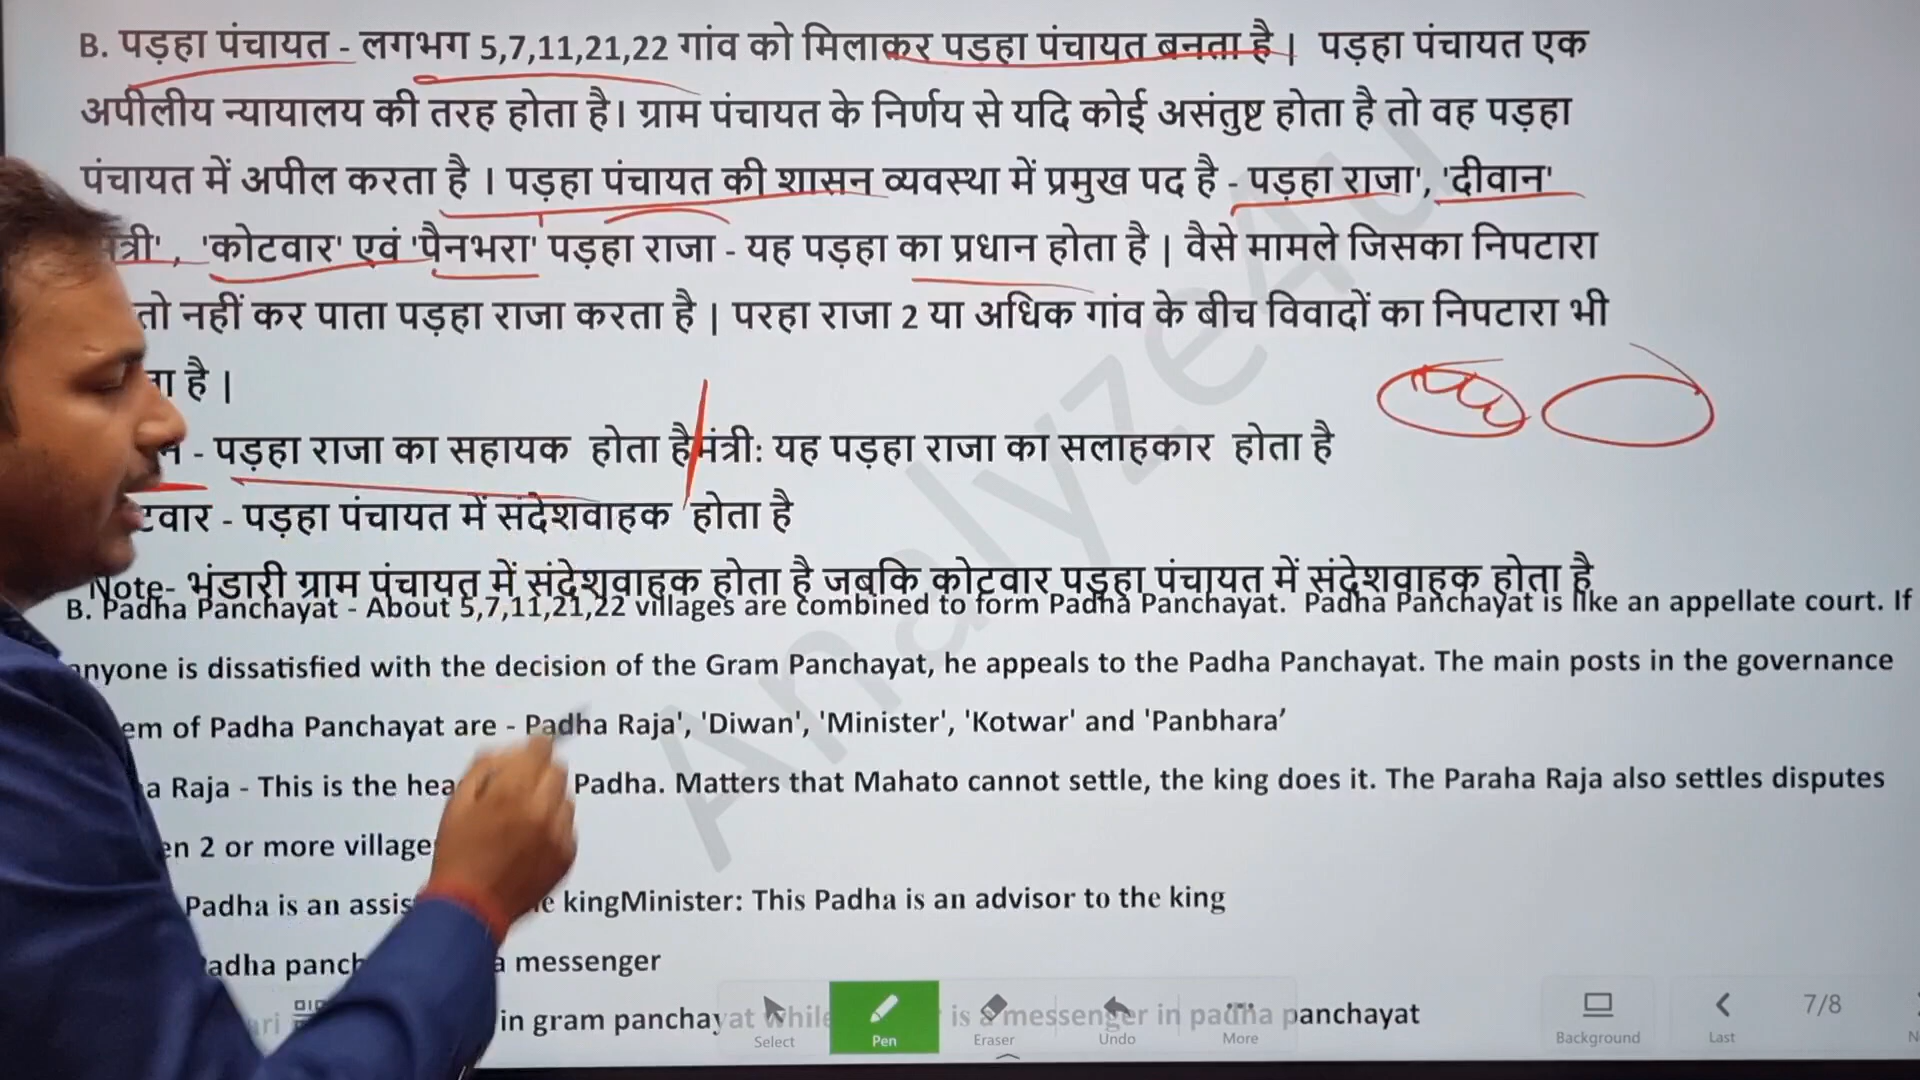 B. पड़हा पंचायत - लगभग 5,7,11,21,22 गांव को मिलाकर पड़हा पंचायत बनता है | पड़हा पंचायत एक
अपीलीय न्यायालय की तरह होता है। ग्राम पंचायत के निर्णय से यदि कोई असंतुष्ट होता है तो वह पड़हा
पंचायत में अपील करता है । पड़हा पंचायत की शासन व्यवस्था में प्रमुख पद है - पड़हा राजा', 'दीवान'
त्री', 'कोटवार' एवं 'पैनभरा' पड़हा राजा - यह पड़हा का प्रधान होता है | वैसे मामले जिसका निपटारा
तो नहीं कर पाता पड़हा राजा करता है | परहा राजा 2 या अधिक गांव के बीच विवादों का निपटारा भी
है |
- पड़हा राजा का सहायक होता है मंत्री: यह पड़हा राजा का सलाहकार होता है
टवार - पड़हा पंचायत में संदेशवाहक होता है
Note- भंडारी ग्राम पंचायत में संदेशवाहक होता है जबकि कोटवार पड़हा पंचायत में संदेशवाहक होता है
B. Padha Panchayat - About 5,7,11,21,22 villages are combined to form Padha Panchayat. Padha Panchayat is like an appellate court. If
anyone is dissatisfied with the decision of the Gram Panchayat, he appeals to the Padha Panchayat. The main posts in the governance
em of Padha Panchayat are - Padha Raja', 'Diwan', 'Minister', 'Kotwar' and 'Panbhara’
a Raja - This is the hea Padha. Matters that Mahato cannot settle, the king does it. The Paraha Raja also settles disputes
en 2 or more village
Padha is an assis e kingMinister: This Padha is an advisor to the king
adha panch a messenger
ri in gram panchayat while is a messenger in padha panchayat
Analyze4u
Select Pen Eraser Undo More Background Last 7/8